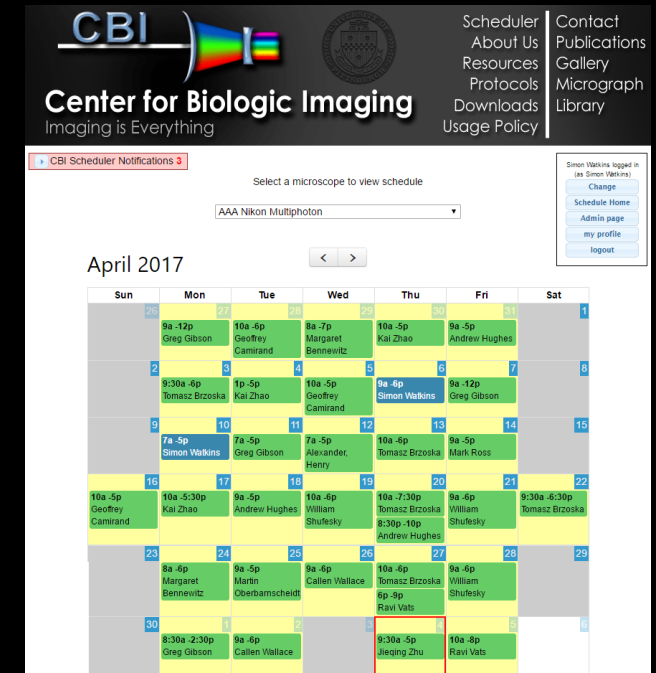 CBI
Center for Biologic Imaging
Imaging is Everything
Scheduler
About Us
Resources
Protocols
Downloads
Usage Policy
Contact
Publications
Gallery
Micrograph
Library
CBI Scheduler Notifications 3
Simon Watkins logged in
(as Simon Watkins)
Change
Schedule Home
Admin page
my profile
logout
Select a microscope to view schedule
AAA Nikon Multiphoton
April 2017
< >
Sun Mon Tue Wed Thu Fri Sat
26 27 28 29 30 31 1
9a -12p
Greg Gibson
10a -6p
Geoffrey
Camirand
8a -7p
Margaret
Bennewitz
10a -5p
Kai Zhao
9a -5p
Andrew Hughes
2 3 4 5 6 7 8
9:30a -6p
Tomasz Brzoska
1p -5p
Kai Zhao
10a -5p
Geoffrey
Camirand
9a -6p
Simon Watkins
9a -12p
Greg Gibson
9 10 11 12 13 14 15
7a -5p
Simon Watkins
7a -5p
Greg Gibson
7a -5p
Alexander,
Henry
10a -6p
Tomasz Brzoska
9a -5p
Mark Ross
16 17 18 19 20 21 22
10a -5p
Geoffrey
Camirand
10a -5:30p
Kai Zhao
9a -5p
Andrew Hughes
10a -6p
William
Shufesky
10a -7:30p
Tomasz Brzoska
8:30p -10p
Andrew Hughes
9a -6p
William
Shufesky
9:30a -6:30p
Tomasz Brzoska
23 24 25 26 27 28 29
8a -6p
Margaret
Bennewitz
9a -5p
Martin
Oberbarnscheidt
9a -6p
Callen Wallace
10a -6p
Tomasz Brzoska
6p -9p
Ravi Vats
9a -6p
William
Shufesky
30 1 2 3 4 5 6
8:30a -2:30p
Greg Gibson
9a -6p
Callen Wallace
9:30a -5p
Jieqing Zhu
10a -8p
Ravi Vats